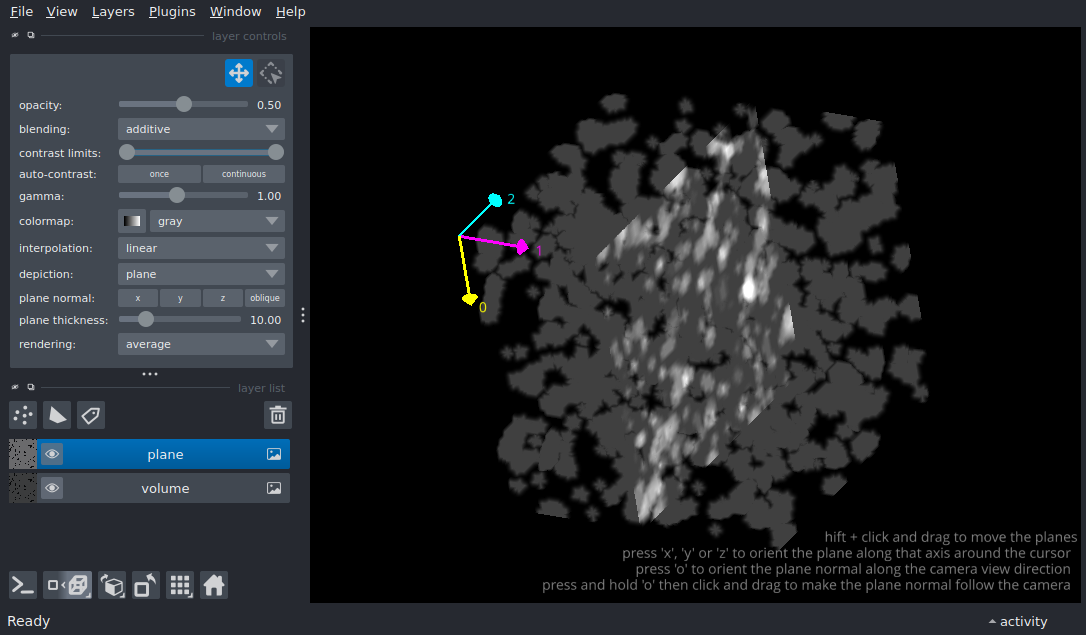 File View Layers Plugins Window Help
layer controls
opacity: 0.50
blending: additive
contrast limits:
auto-contrast: once continuous
gamma: 1.00
colormap: gray
interpolation: linear
depiction: plane
plane normal: x y z oblique
plane thickness: 10.00
rendering: average
layer list
plane
volume
2
1
0
hift + click and drag to move the planes
press 'x', 'y' or 'z' to orient the plane along that axis around the cursor
press 'o' to orient the plane normal along the camera view direction
press and hold 'o' then click and drag to make the plane normal follow the camera
Ready activity